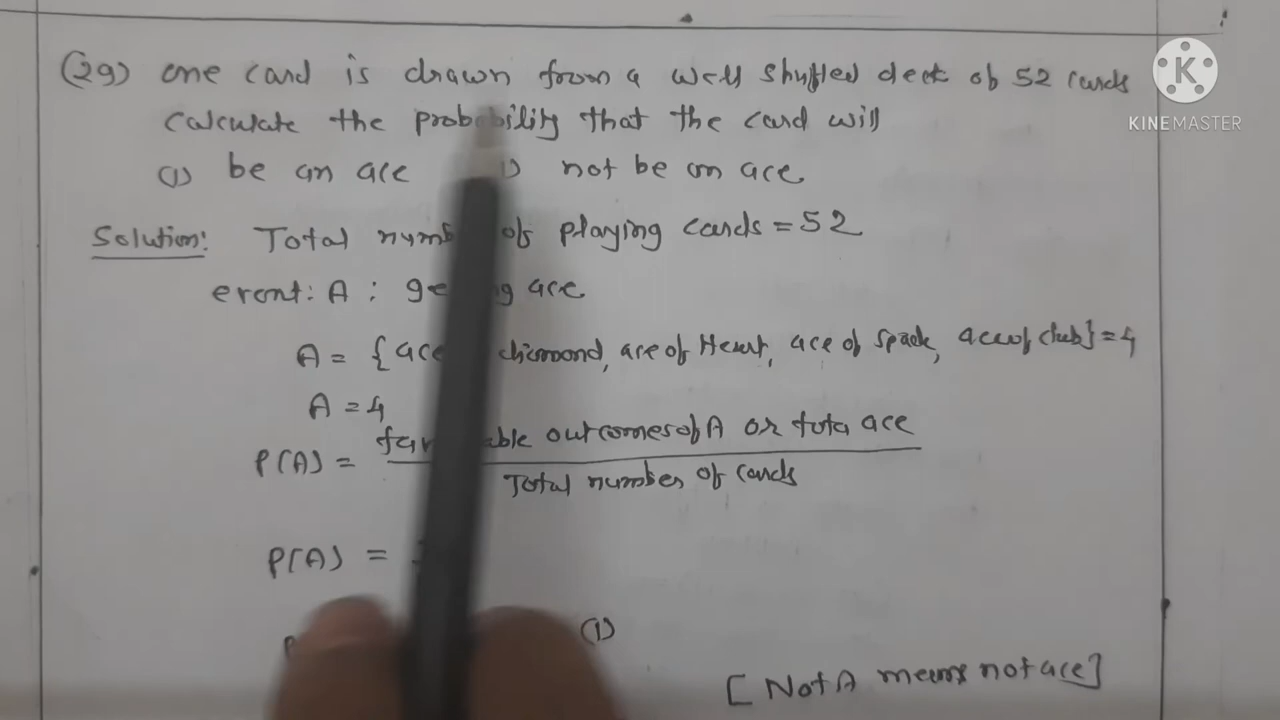 (29) one card is drawn from a well shuffled deck of 52 cards
K
KINEMASTER
calculate the probability that the card will
(i) be an ace not be an ace
Solution: Total of playing cards = 52
event: A : ace
A = { ace diamond, ace of Heart, ace of spade, ace of club} = 4
A = 4
P(A) = outcomes of A or total ace
Total number of cards
P(A) =
(1)
[ Not A means not ace]